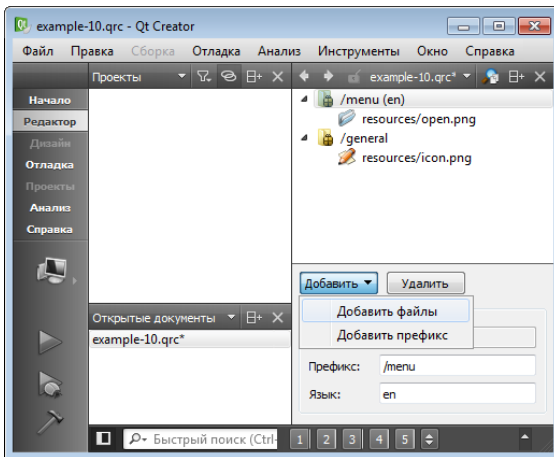 example-10.qrc - Qt Creator
Файл Правка Сборка Отладка Анализ Инструменты Окно Справка
Проекты
example-10.qrc*
Начало
Редактор
Дизайн
Отладка
Проекты
Анализ
Справка
/menu (en)
resources/open.png
/general
resources/icon.png
Добавить Удалить
Добавить файлы
Добавить префикс
Префикс: /menu
Язык: en
Открытые документы
example-10.qrc*
Быстрый поиск (Ctrl-
1 2 3 4 5